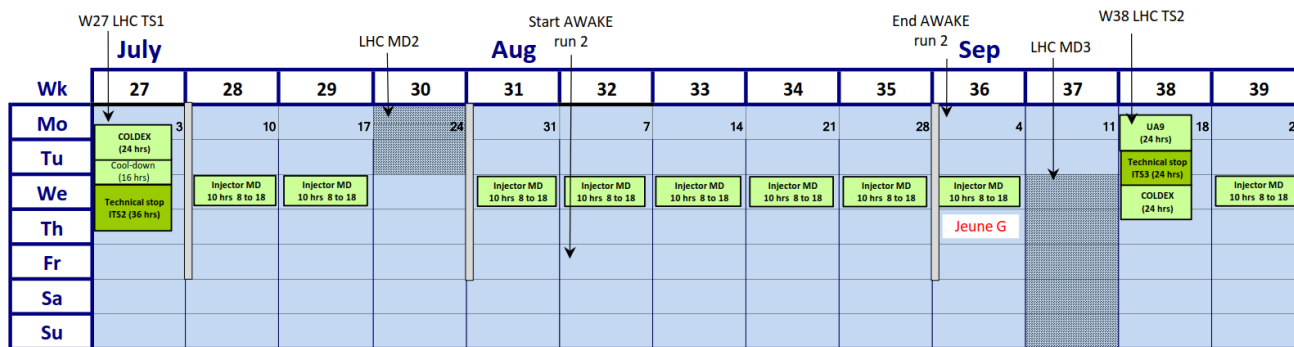 W27 LHC TS1
Start AWAKE
run 2
End AWAKE
run 2
W38 LHC TS2
July
LHC MD2
Aug
Sep
LHC MD3
Wk 27 28 29 30 31 32 33 34 35 36 37 38 39
Mo 3 10 17 24 31 7 14 21 28 4 11 18
COLDEX
(24 hrs)
UA9
(24 hrs)
Tu
Cool-down
(16 hrs)
Technical stop
ITS3 (24 hrs)
We
Technical stop
ITS2 (36 hrs)
Injector MD
10 hrs 8 to 18
Injector MD
10 hrs 8 to 18
Injector MD
10 hrs 8 to 18
Injector MD
10 hrs 8 to 18
Injector MD
10 hrs 8 to 18
Injector MD
10 hrs 8 to 18
Injector MD
10 hrs 8 to 18
Injector MD
10 hrs 8 to 18
COLDEX
(24 hrs)
Injector MD
10 hrs 8 to 18
Th
Jeune G
Fr
Sa
Su